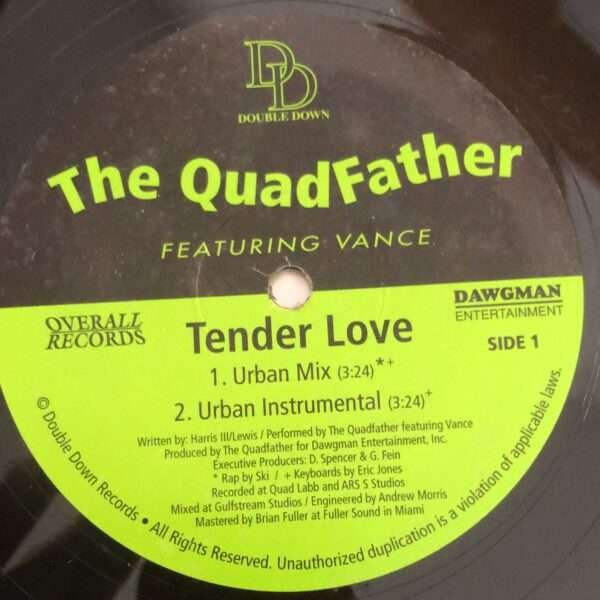 DD
DOUBLE DOWN
The QuadFather
FEATURING VANCE
OVERALL
RECORDS
DAWGMAN
ENTERTAINMENT
Tender Love
SIDE 1
1. Urban Mix (3:24)*+
2. Urban Instrumental (3:24)+
Written by: Harris III/Lewis / Performed by The Quadfather featuring Vance
Produced by The Quadfather for Dawgman Entertainment, Inc.
Executive Producers: D. Spencer & G. Fein
* Rap by Ski / + Keyboards by Eric Jones
Recorded at Quad Labb and ARS S Studios
Mixed at Gulfstream Studios / Engineered by Andrew Morris
Mastered by Brian Fuller at Fuller Sound in Miami
© Double Down Records • All Rights Reserved. Unauthorized duplication is a violation of applicable laws.